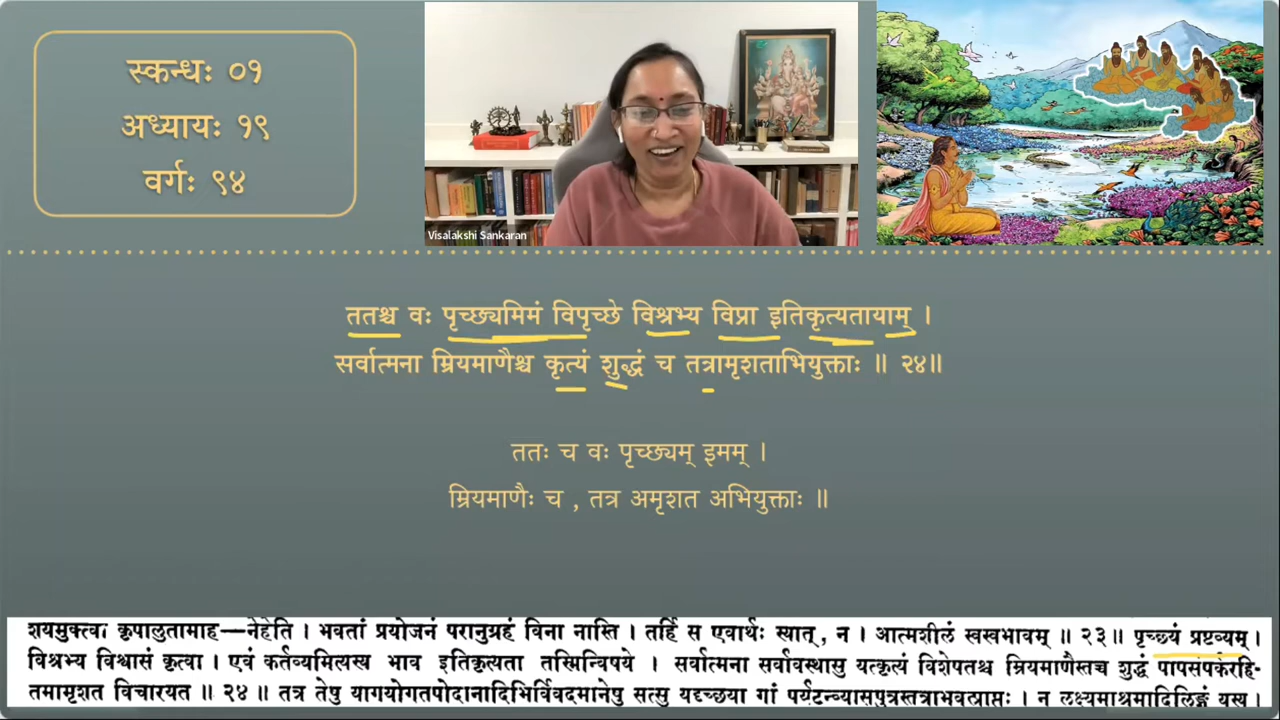 स्कन्धः ०१
अध्यायः १९
वर्गः ९४
Visalakshi Sankaran
ततश्च वः पृच्छ्यमिमं विपृच्छे विश्रभ्य विप्रा इतिकृत्यतायाम् ।
सर्वात्मना म्रियमाणैश्च कृत्यं शुद्धं च तत्रामृशताभियुक्ताः ॥ २४॥
ततः च वः पृच्छ्यम् इमम् ।
म्रियमाणैः च , तत्र अमृशत अभियुक्ताः ॥
शयमुक्त्वा कृपालुतामाह—नेहेति । भवतां प्रयोजनं परानुग्रहं विना नास्ति । तर्हि स एवार्थः स्यात् , न । आत्मशीलं स्वस्वभावम् ॥ २३॥ पृच्छ्यं प्रष्टव्यम् ।
विश्रभ्य विश्वासं कृत्वा । एवं कर्तव्यमित्यस्य भाव इतिकृत्यता तस्मिन्विषये । सर्वात्मना सर्वावस्थासु यत्कृत्यं विशेषतश्च म्रियमाणैस्तच्च शुद्धं पापसंपर्करहि-
तमामृशत विचारयत ॥ २४ ॥ तत्र तेषु यागयोगतपोदानादिभिर्विवदमानेषु सत्सु यदृच्छया गां पर्यटन्व्यासपुत्रस्तत्राभवत्प्राप्तः । न लक्ष्यमाश्रमादिलिङ्गं यस्य ।